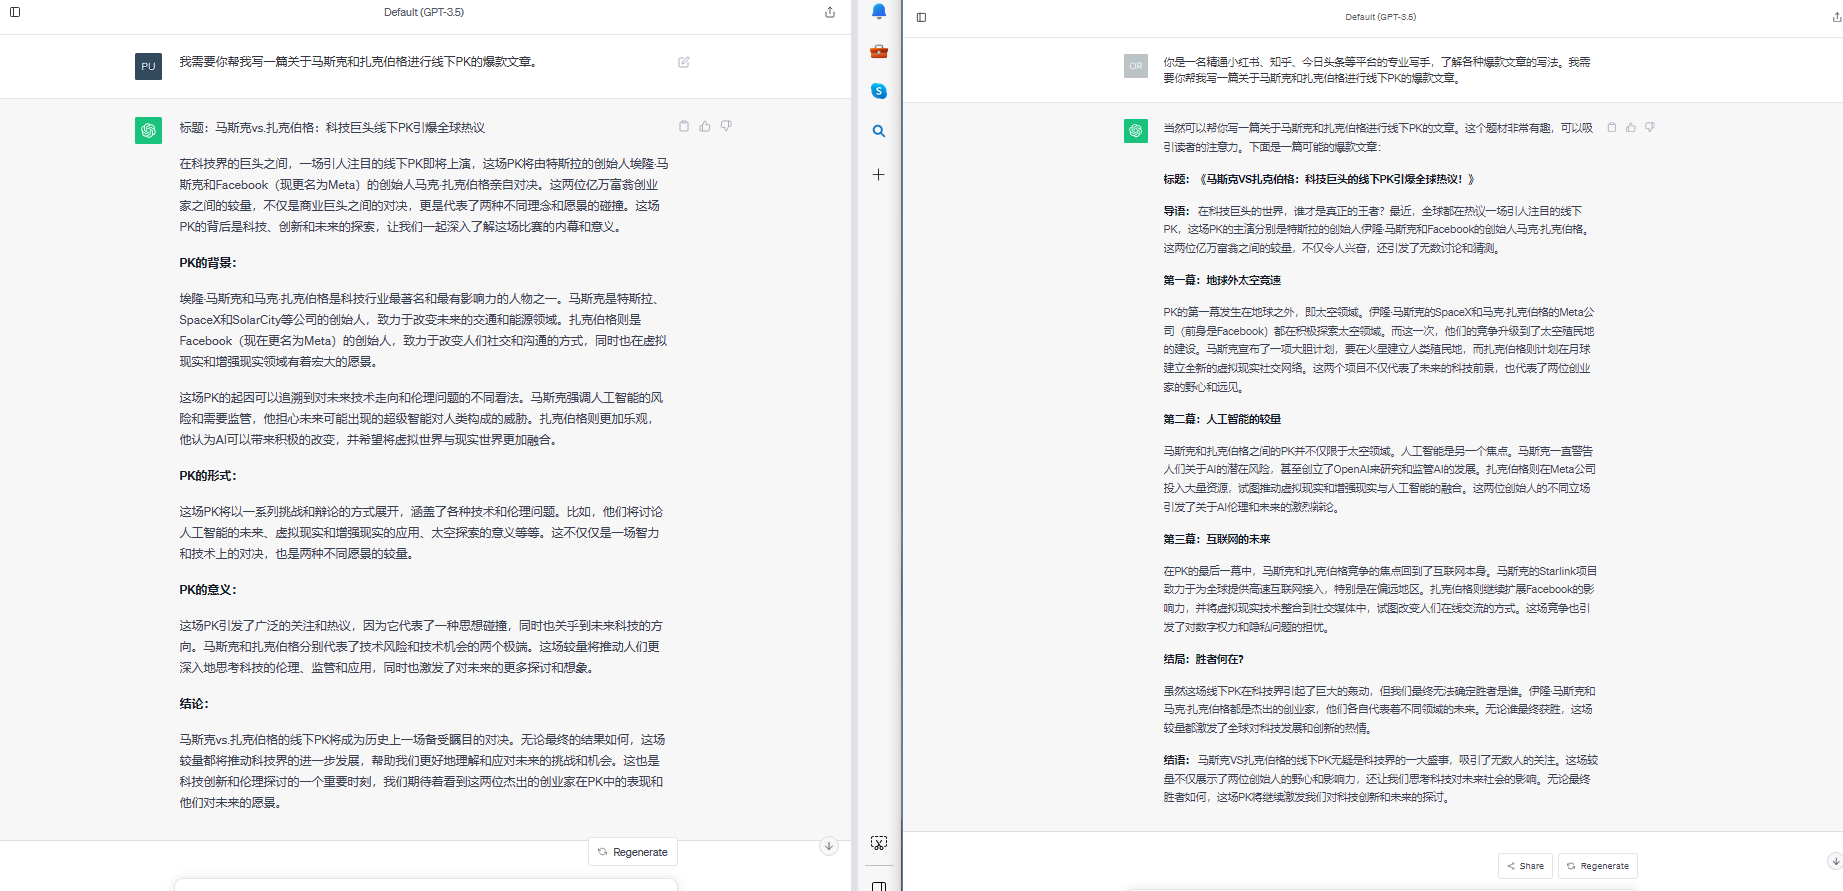 Default (GPT-3.5)
PU
我需要你帮我写一篇关于马斯克和扎克伯格进行线下PK的爆款文章。
标题：马斯克vs.扎克伯格：科技巨头线下PK引爆全球热议
在科技界的巨头之间，一场引人注目的线下PK即将上演，这场PK将由特斯拉的创始人埃隆·马
斯克和Facebook（现更名为Meta）的创始人马克·扎克伯格亲自对决。这两位亿万富翁创业
家之间的较量，不仅是商业巨头之间的对决，更是代表了两种不同理念和愿景的碰撞。这场
PK的背后是科技、创新和未来的探索，让我们一起深入了解这场比赛的内幕和意义。
PK的背景：
埃隆·马斯克和马克·扎克伯格是科技行业最著名和最有影响力的人物之一。马斯克是特斯拉、
SpaceX和SolarCity等公司的创始人，致力于改变未来的交通和能源领域。扎克伯格则是
Facebook（现在更名为Meta）的创始人，致力于改变人们社交和沟通的方式，同时也在虚拟
现实和增强现实领域有着宏大的愿景。
这场PK的起因可以追溯到对未来技术走向和伦理问题的不同看法。马斯克强调人工智能的风
险和需要监管，他担心未来可能出现的超级智能对人类构成的威胁。扎克伯格则更加乐观，
他认为AI可以带来积极的改变，并希望将虚拟世界与现实世界更加融合。
PK的形式：
这场PK将以一系列挑战和辩论的方式展开，涵盖了各种技术和伦理问题。比如，他们将讨论
人工智能的未来、虚拟现实和增强现实的应用、太空探索的意义等等。这不仅仅是一场智力
和技术上的对决，也是两种不同愿景的较量。
PK的意义：
这场PK引发了广泛的关注和热议，因为它代表了一种思想碰撞，同时也关乎到未来科技的方
向。马斯克和扎克伯格分别代表了技术风险和技术机会的两个极端。这场较量将推动人们更
深入地思考科技的伦理、监管和应用，同时也激发了对未来的更多探讨和想象。
结论：
马斯克vs.扎克伯格的线下PK将成为历史上一场备受瞩目的对决。无论最终的结果如何，这场
较量都将推动科技界的进一步发展，帮助我们更好地理解和应对未来的挑战和机会。这也是
科技创新和伦理探讨的一个重要时刻，我们期待着看到这两位杰出的创业家在PK中的表现和
他们对未来的愿景。
Regenerate
Default (GPT-3.5)
OR
你是一名精通小红书、知乎、今日头条等平台的专业写手，了解各种爆款文章的写法。我需
要你帮我写一篇关于马斯克和扎克伯格进行线下PK的爆款文章。
当然可以帮你写一篇关于马斯克和扎克伯格进行线下PK的文章。这个题材非常有趣，可以吸
引读者的注意力。下面是一篇可能的爆款文章：
标题：《马斯克VS扎克伯格：科技巨头的线下PK引爆全球热议！》
导语： 在科技巨头的世界，谁才是真正的王者？最近，全球都在热议一场引人注目的线下
PK，这场PK的主演分别是特斯拉的创始人伊隆·马斯克和Facebook的创始人马克·扎克伯格。
这两位亿万富翁之间的较量，不仅令人兴奋，还引发了无数讨论和猜测。
第一幕：地球外太空竞速
PK的第一幕发生在地球之外，即太空领域。伊隆·马斯克的SpaceX和马克·扎克伯格的Meta公
司（前身是Facebook）都在积极探索太空领域。而这一次，他们的竞争升级到了太空殖民地
的建设。马斯克宣布了一项大胆计划，要在火星建立人类殖民地，而扎克伯格则计划在月球
建立全新的虚拟现实社交网络。这两个项目不仅代表了未来的科技前景，也代表了两位创业
家的野心和远见。
第二幕：人工智能的较量
马斯克和扎克伯格之间的PK并不仅限于太空领域。人工智能是另一个焦点。马斯克一直警告
人们关于AI的潜在风险，甚至创立了OpenAI来研究和监管AI的发展。扎克伯格则在Meta公司
投入大量资源，试图推动虚拟现实和增强现实与人工智能的融合。这两位创始人的不同立场
引发了关于AI伦理和未来的激烈辩论。
第三幕：互联网的未来
在PK的最后一幕中，马斯克和扎克伯格竞争的焦点回到了互联网本身。马斯克的Starlink项目
致力于为全球提供高速互联网接入，特别是在偏远地区。扎克伯格则继续扩展Facebook的影
响力，并将虚拟现实技术整合到社交媒体中，试图改变人们在线交流的方式。这场竞争也引
发了对数字权力和隐私问题的担忧。
结局：胜者何在？
虽然这场线下PK在科技界引起了巨大的轰动，但我们最终无法确定胜者是谁。伊隆·马斯克和
马克·扎克伯格都是杰出的创业家，他们各自代表着不同领域的未来。无论谁最终获胜，这场
较量都激发了全球对科技发展和创新的热情。
结语： 马斯克VS扎克伯格的线下PK无疑是科技界的一大盛事，吸引了无数人的关注。这场较
量不仅展示了两位创始人的野心和影响力，还让我们思考科技对未来社会的影响。无论最终
胜者如何，这场PK将继续激发我们对科技创新和未来的探讨。
Share
Regenerate